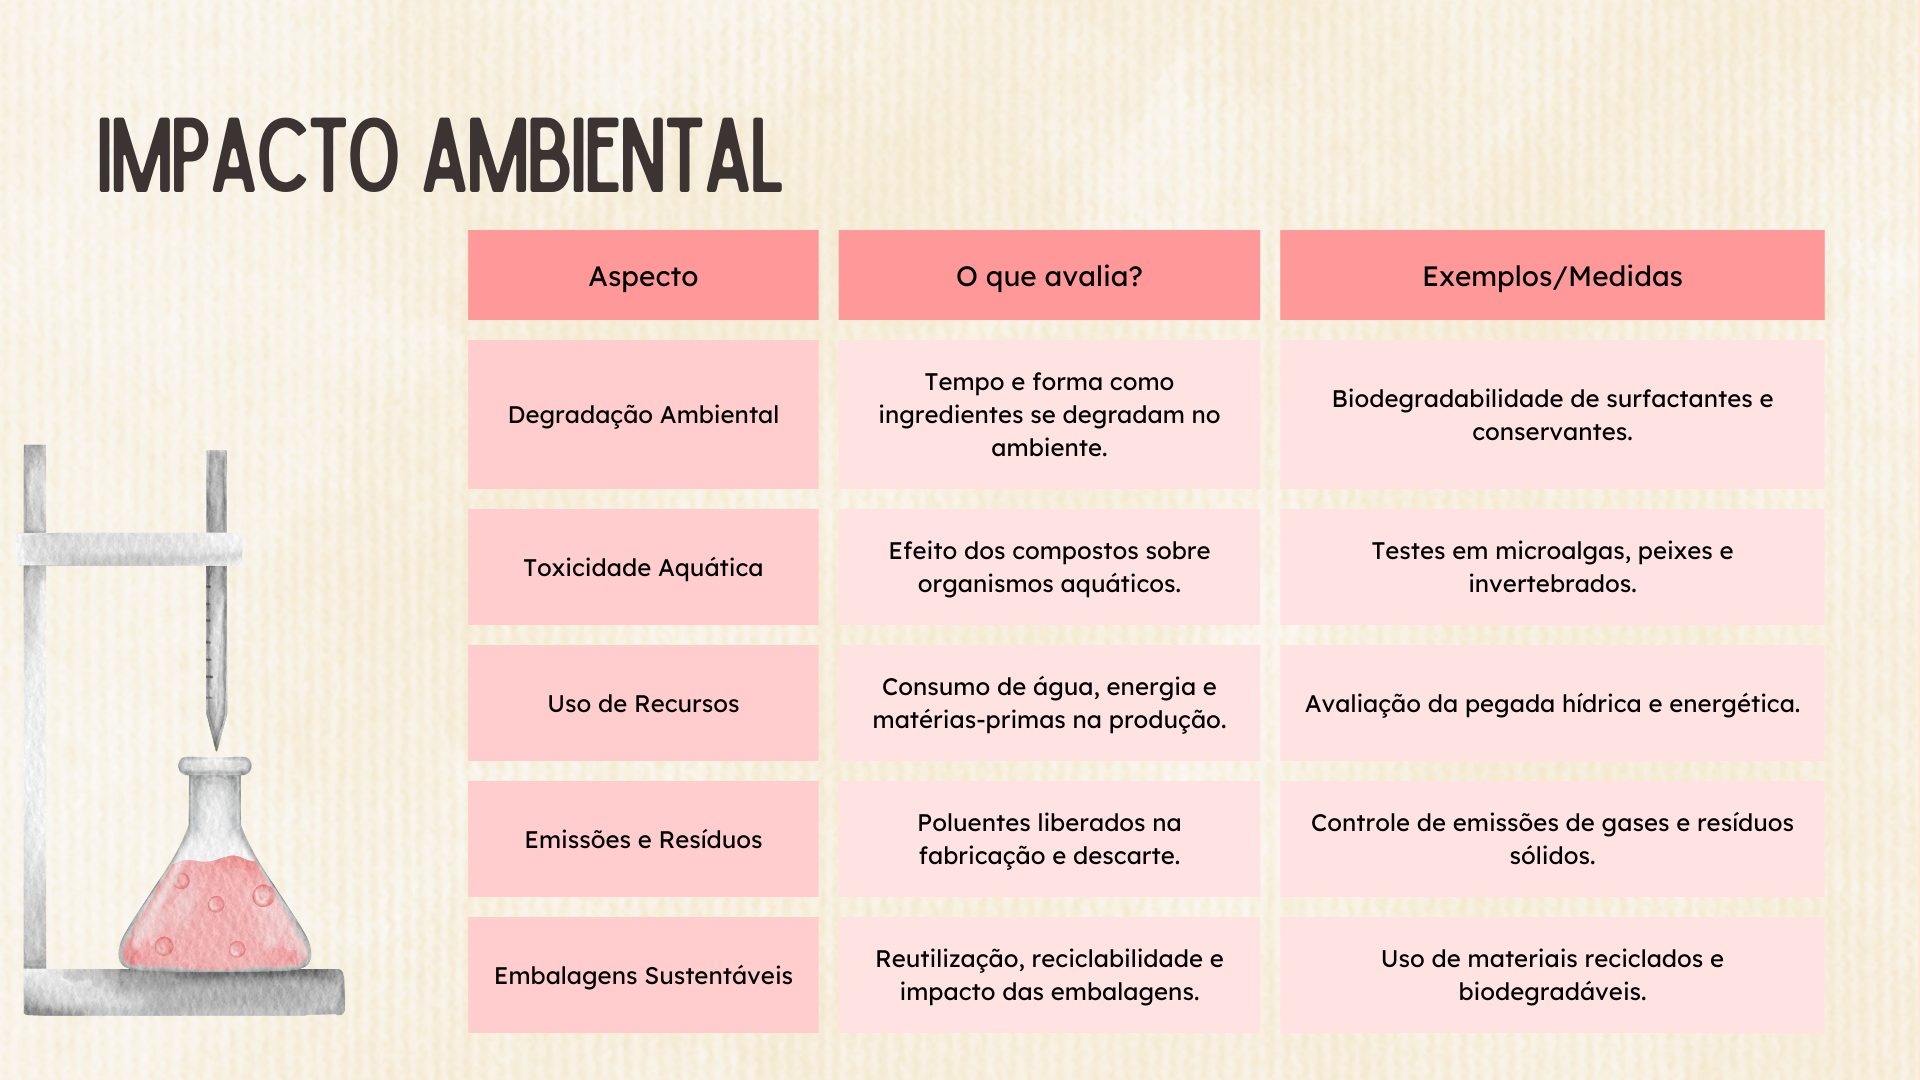 IMPACTO AMBIENTAL
Aspecto
O que avalia?
Exemplos/Medidas
Degradação Ambiental
Tempo e forma como
ingredientes se degradam no
ambiente.
Biodegradabilidade de surfactantes e
conservantes.
Toxicidade Aquática
Efeito dos compostos sobre
organismos aquáticos.
Testes em microalgas, peixes e
invertebrados.
Uso de Recursos
Consumo de água, energia e
matérias-primas na produção.
Avaliação da pegada hídrica e energética.
Emissões e Resíduos
Poluentes liberados na
fabricação e descarte.
Controle de emissões de gases e resíduos
sólidos.
Embalagens Sustentáveis
Reutilização, reciclabilidade e
impacto das embalagens.
Uso de materiais reciclados e
biodegradáveis.